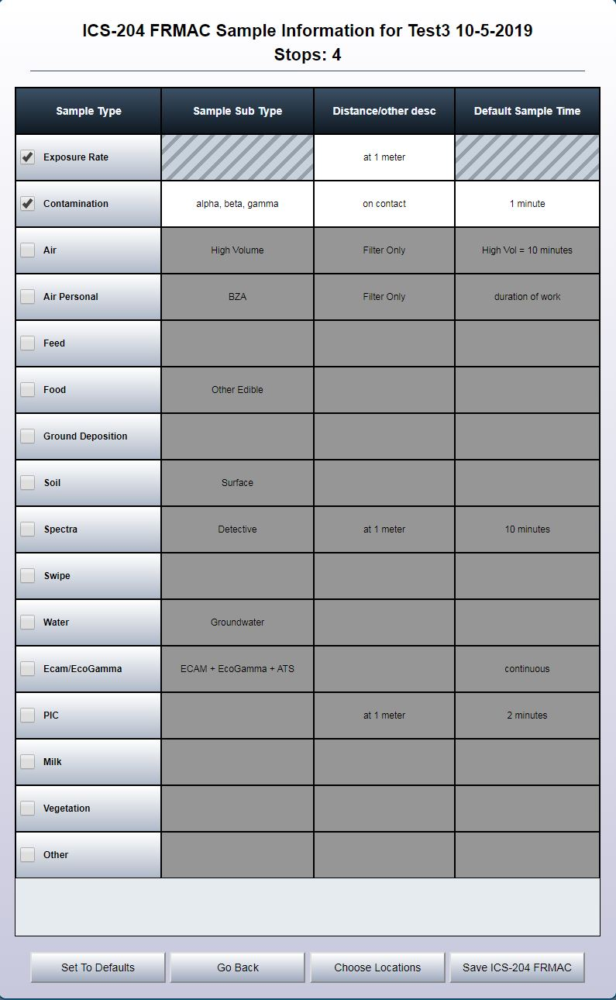 ICS-204 FRMAC Sample Information for Test3 10-5-2019
Stops: 4
Sample Type Sample Sub Type Distance/other desc Default Sample Time
Exposure Rate at 1 meter
Contamination alpha, beta, gamma on contact 1 minute
Air High Volume Filter Only High Vol = 10 minutes
Air Personal BZA Filter Only duration of work
Feed
Food Other Edible
Ground Deposition
Soil Surface
Spectra Detective at 1 meter 10 minutes
Swipe
Water Groundwater
Ecam/EcoGamma ECAM + EcoGamma + ATS continuous
PIC at 1 meter 2 minutes
Milk
Vegetation
Other
Set To Defaults Go Back Choose Locations Save ICS-204 FRMAC